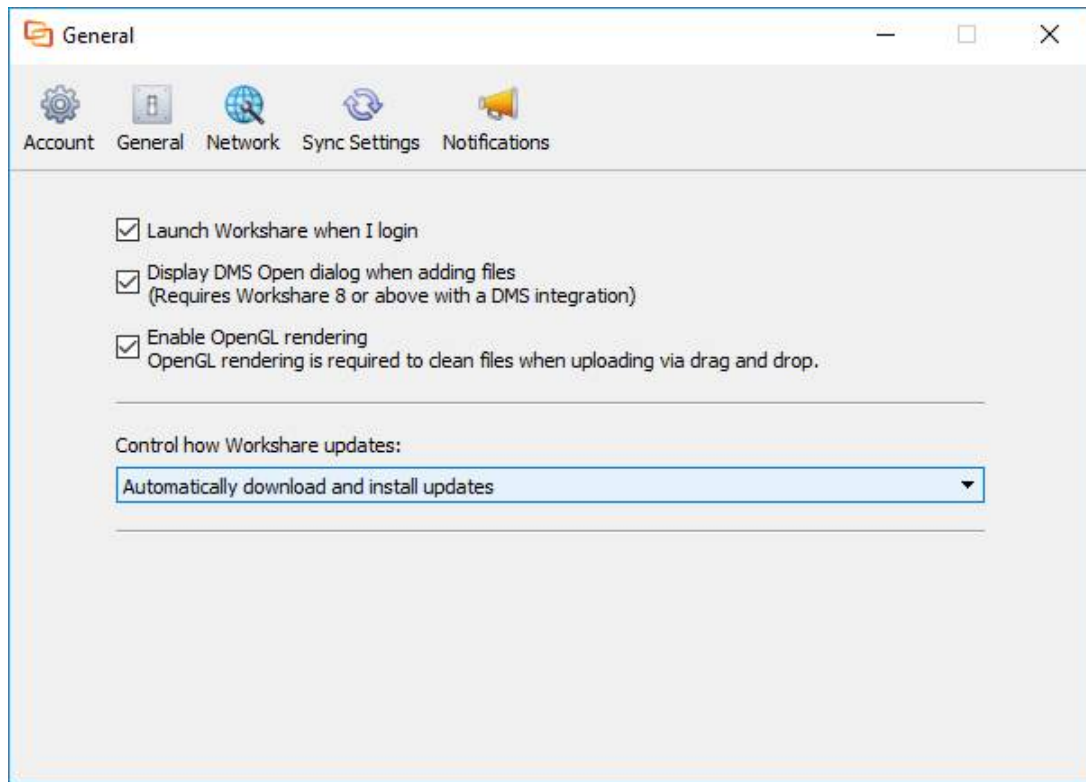 General
Account General Network Sync Settings Notifications
Launch Workshare when I login
Display DMS Open dialog when adding files
(Requires Workshare 8 or above with a DMS integration)
Enable OpenGL rendering
OpenGL rendering is required to clean files when uploading via drag and drop.
Control how Workshare updates:
Automatically download and install updates